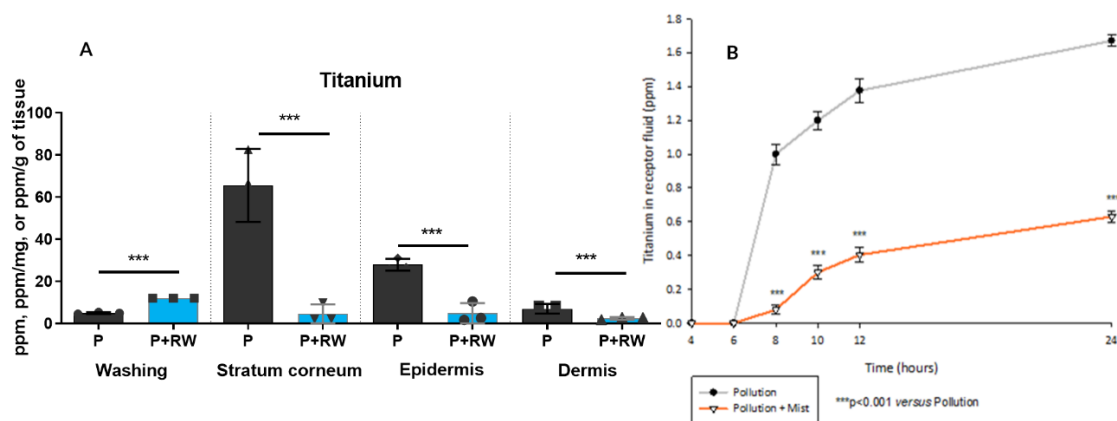 A
Titanium
ppm, ppm/mg, or ppm/g of tissue
100
80
60
40
20
0
***
***
***
***
P P+RW P P+RW P P+RW P P+RW
Washing Stratum corneum Epidermis Dermis
B
Titanium in receptor fluid (ppm)
1.8
1.6
1.4
1.2
1.0
0.8
0.6
0.4
0.2
0.0
***
***
***
***
4 6 8 10 12 24
Time (hours)
Pollution
Pollution + Mist
***p<0.001 versus Pollution